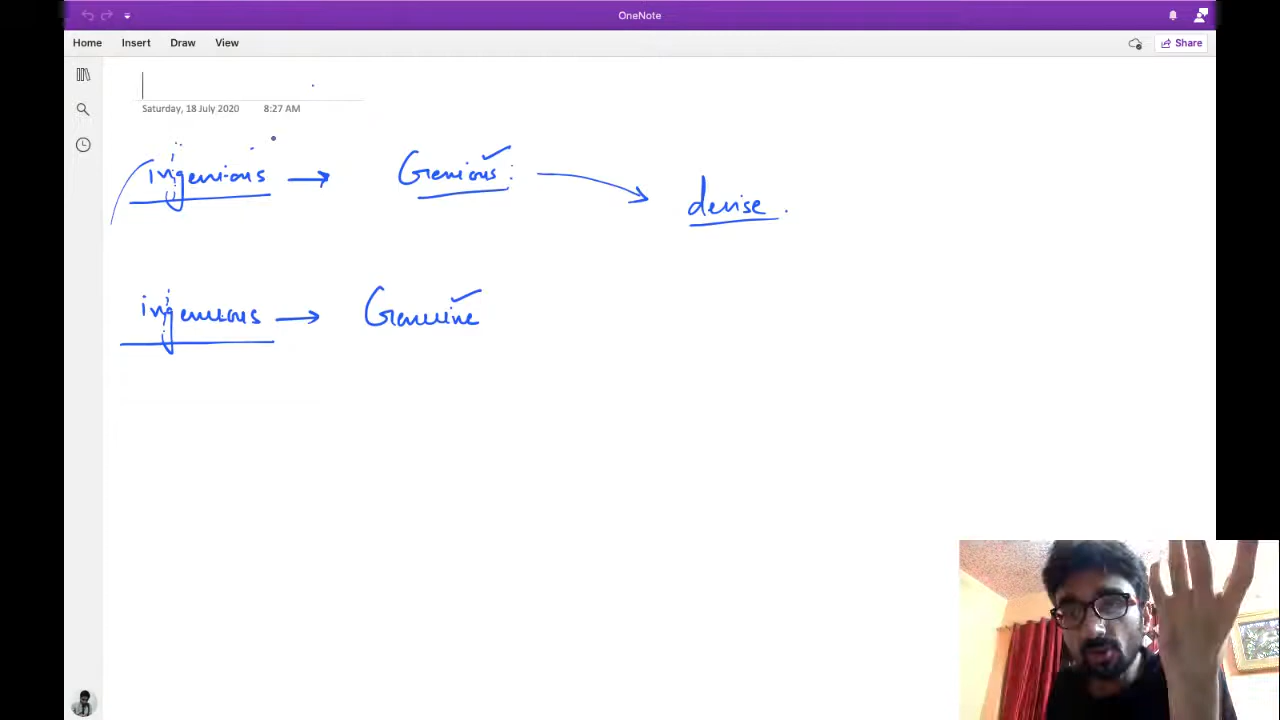 OneNote
Home Insert Draw View Share
Saturday, 18 July 2020 8:27 AM
ingenious → Genious :
devise .
ingenuous → Genuine